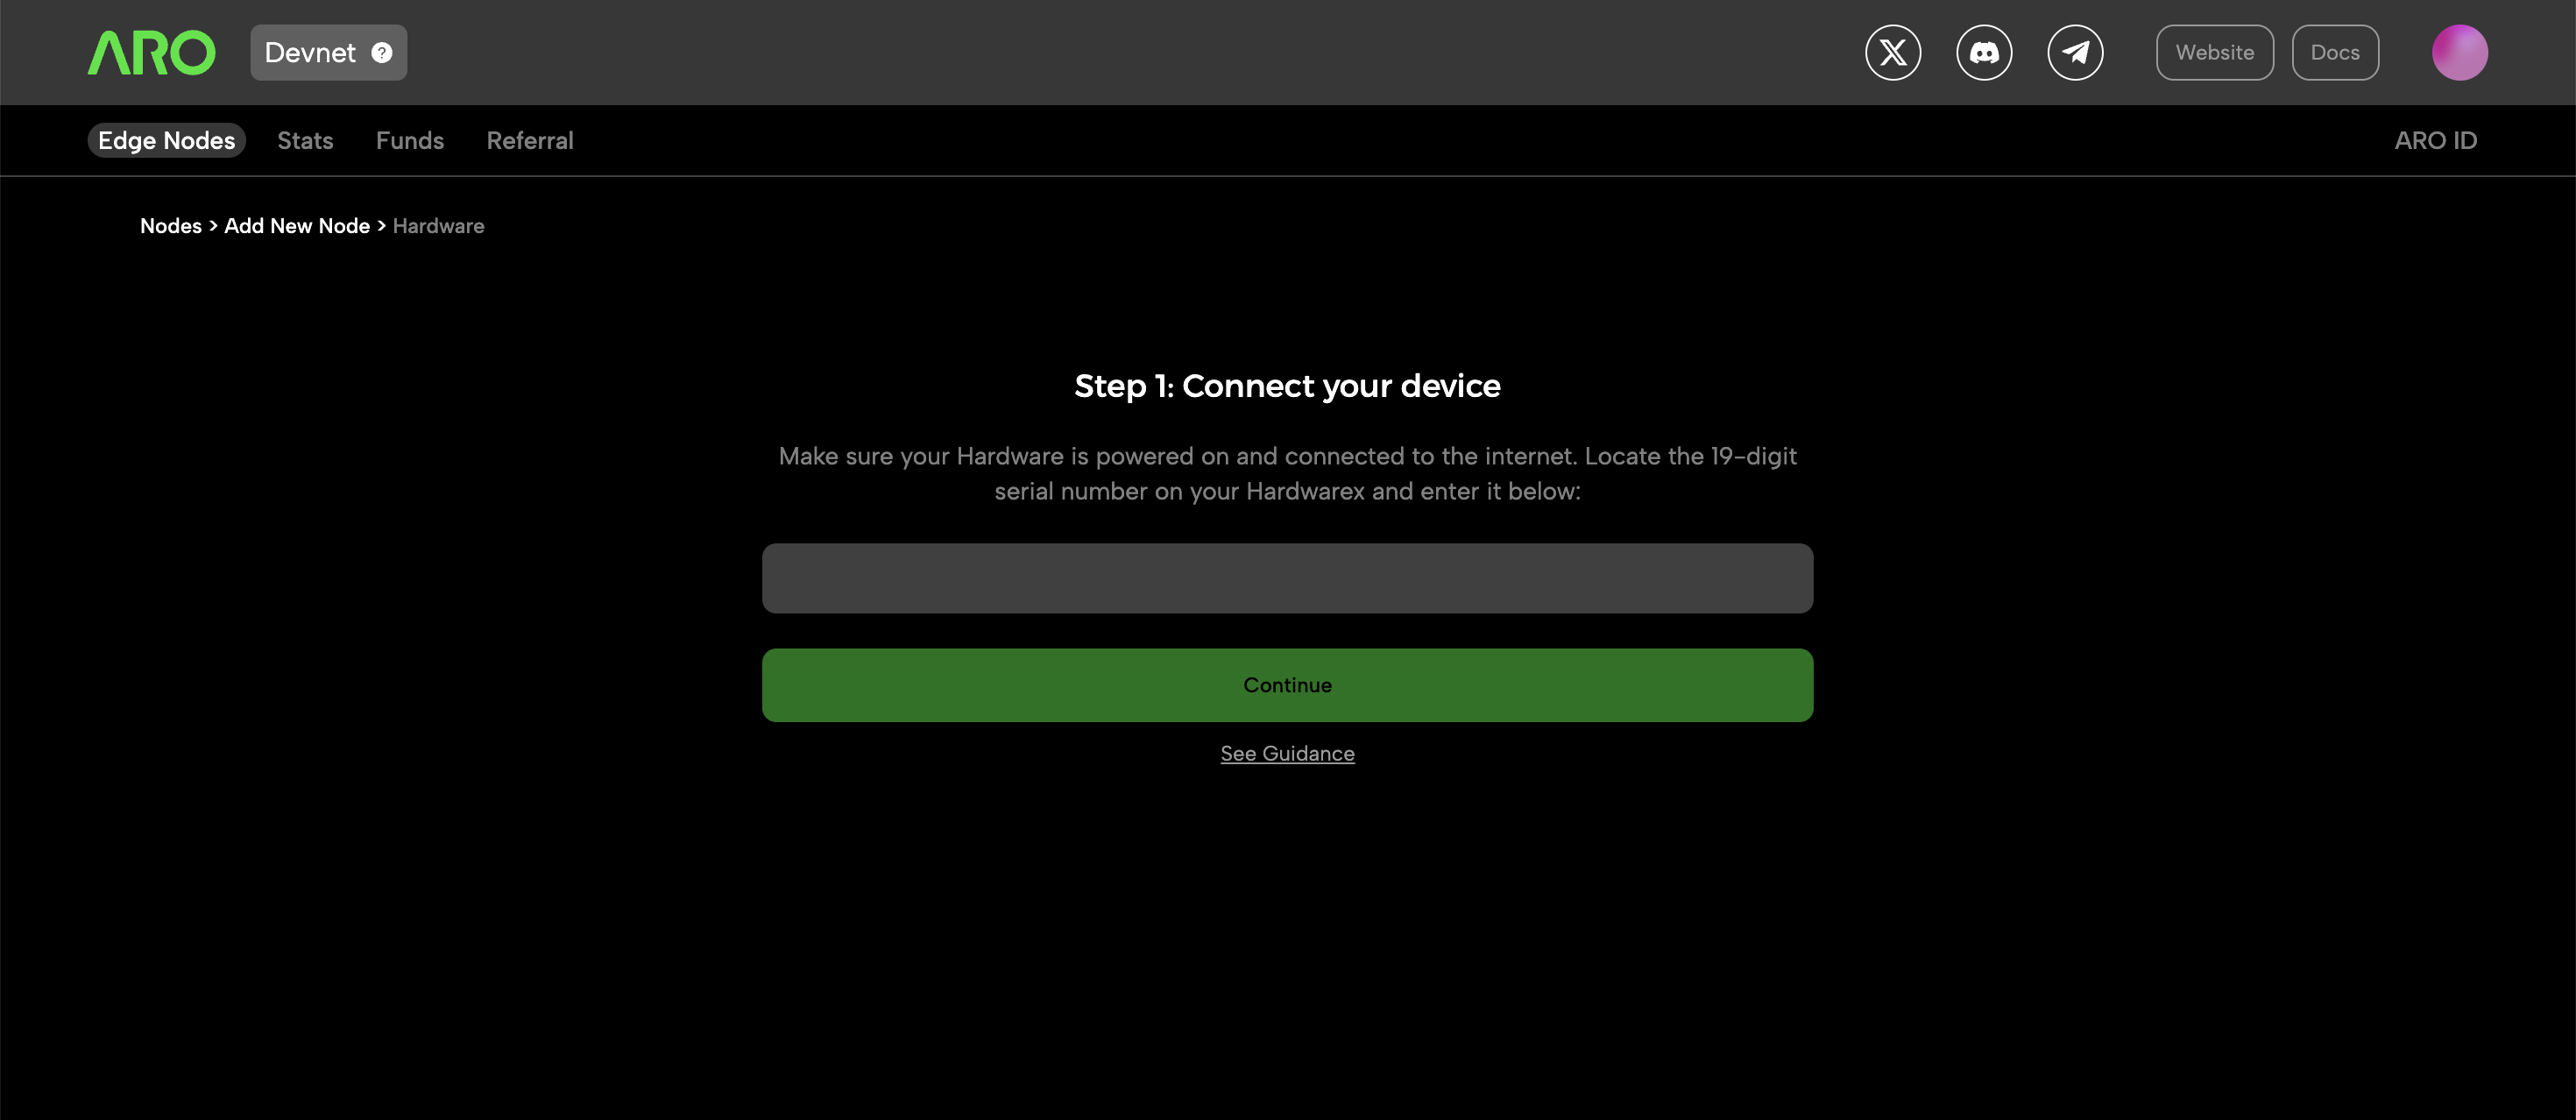 ARO Devnet ? Website Docs
Edge Nodes Stats Funds Referral ARO ID
Nodes > Add New Node > Hardware
Step 1: Connect your device
Make sure your Hardware is powered on and connected to the internet. Locate the 19-digit
serial number on your Hardwarex and enter it below:
Continue
See Guidance